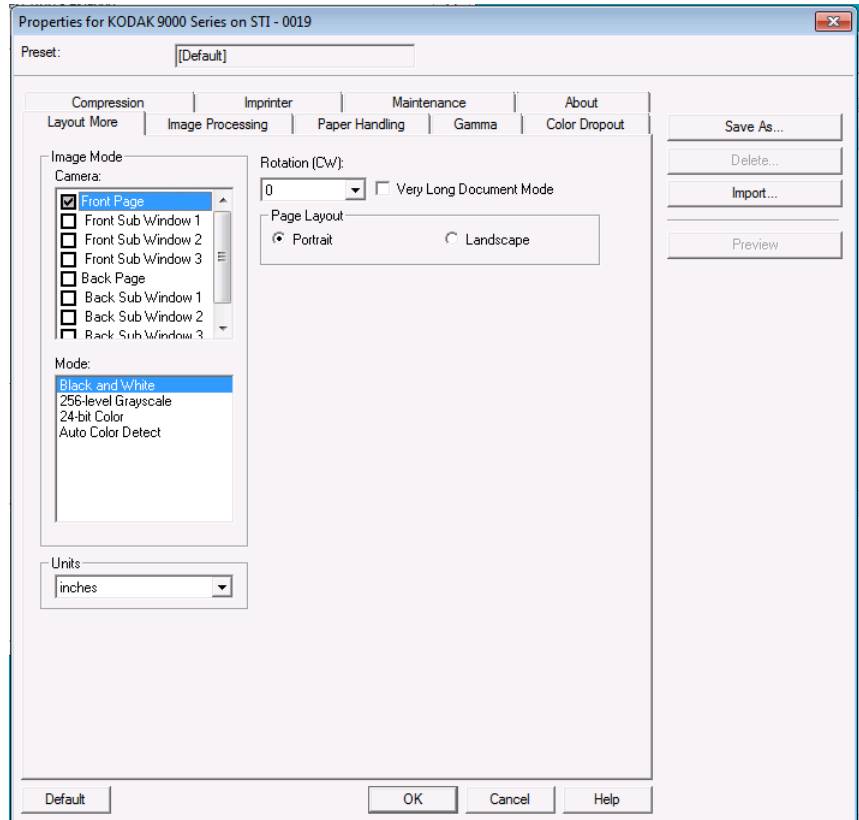 Properties for KODAK 9000 Series on STI - 0019
Preset:
[Default]
Compression Imprinter Maintenance About
Layout More Image Processing Paper Handling Gamma Color Dropout
Save As...
Delete...
Import...
Preview
Image Mode
Camera:
Front Page
Front Sub Window 1
Front Sub Window 2
Front Sub Window 3
Back Page
Back Sub Window 1
Back Sub Window 2
Back Sub Window 3
Mode:
Black and White
256-level Grayscale
24-bit Color
Auto Color Detect
Units
inches
Rotation (CW):
0 Very Long Document Mode
Page Layout
Portrait Landscape
Default OK Cancel Help